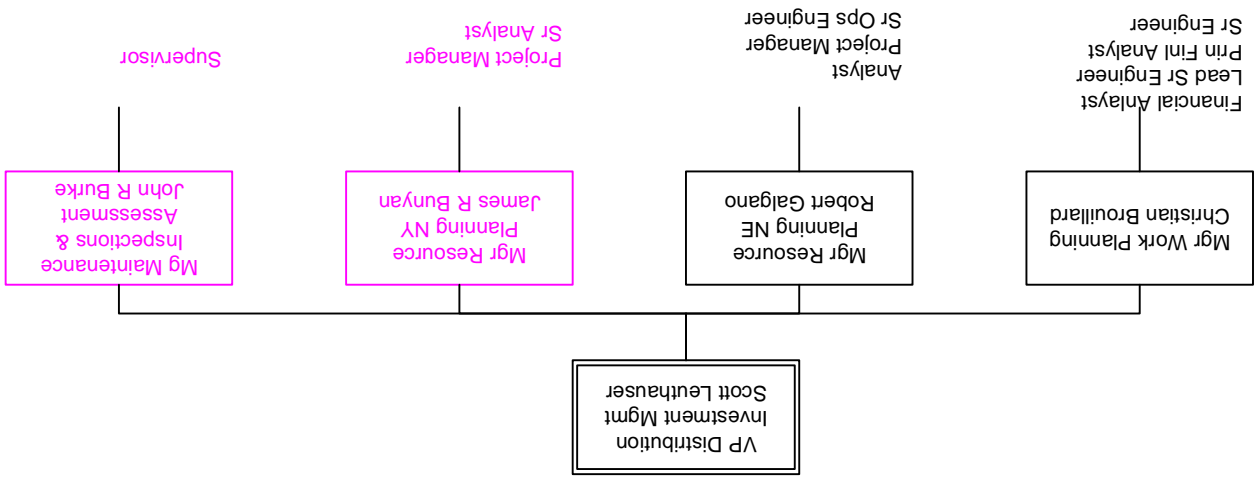 VP Distribution
Investment Mgmt
Scott Leuthauser
Mgr Work Planning
Christian Brouillard
Mgr Resource
Planning NE
Robert Galgano
Mgr Resource
Planning NY
James R Bunyan
Mg Maintenance
Inspections &
Assessment
John R Burke
Financial Anlayst
Lead Sr Engineer
Prin Finl Analyst
Sr Engineer
Analyst
Project Manager
Sr Ops Engineer
Project Manager
Sr Analyst
Supervisor